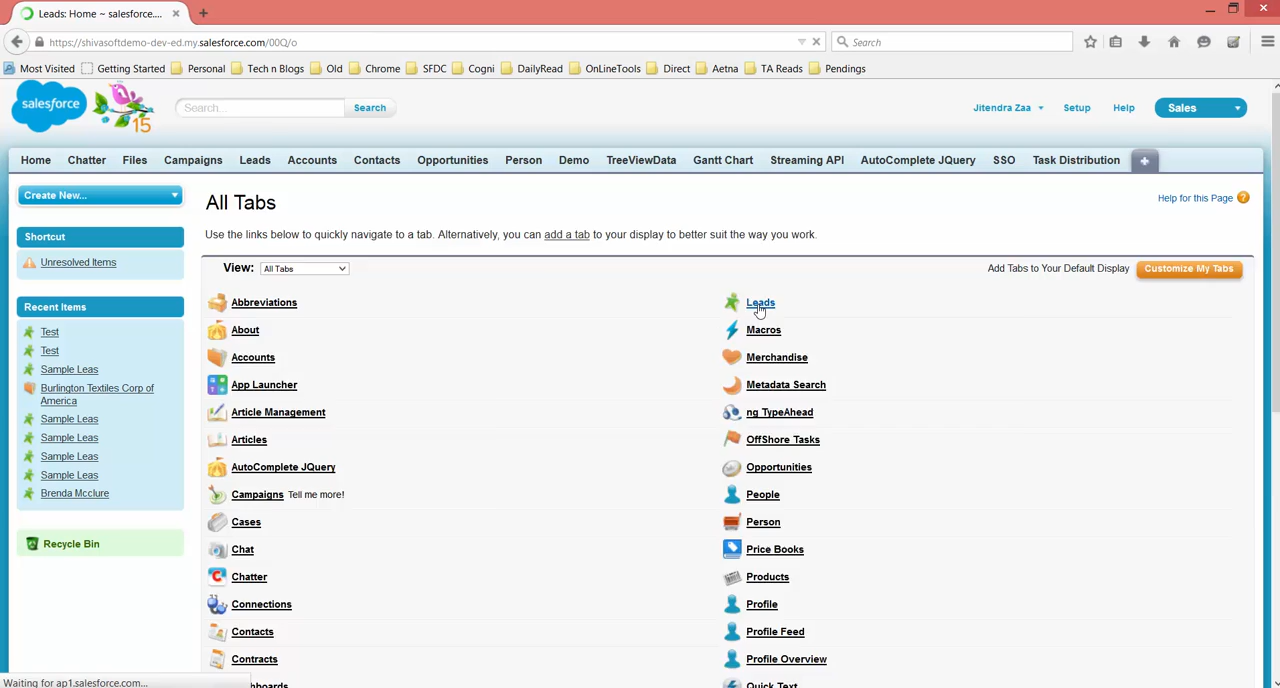 Leads: Home ~ salesforce....
https://shivasoftdemo-dev-ed.my.salesforce.com/00Q/o
Search
Most Visited Getting Started Personal Tech n Blogs Old Chrome SFDC Cogni DailyRead OnLineTools Direct Aetna TA Reads Pendings
salesforce 15
Search... Search
Jitendra Zaa Setup Help Sales
Home Chatter Files Campaigns Leads Accounts Contacts Opportunities Person Demo TreeViewData Gantt Chart Streaming API AutoComplete JQuery SSO Task Distribution +
Create New...
Shortcut
Unresolved Items
Recent Items
Test
Test
Sample Leas
Burlington Textiles Corp of
America
Sample Leas
Sample Leas
Sample Leas
Sample Leas
Brenda Mcclure
Recycle Bin
All Tabs
Help for this Page ?
Use the links below to quickly navigate to a tab. Alternatively, you can add a tab to your display to better suit the way you work.
View: All Tabs
Add Tabs to Your Default Display Customize My Tabs
Abbreviations
About
Accounts
App Launcher
Article Management
Articles
AutoComplete JQuery
Campaigns Tell me more!
Cases
Chat
Chatter
Connections
Contacts
Contracts
Leads
Macros
Merchandise
Metadata Search
ng TypeAhead
OffShore Tasks
Opportunities
People
Person
Price Books
Products
Profile
Profile Feed
Profile Overview
Quick Text
Waiting for ap1.salesforce.com...